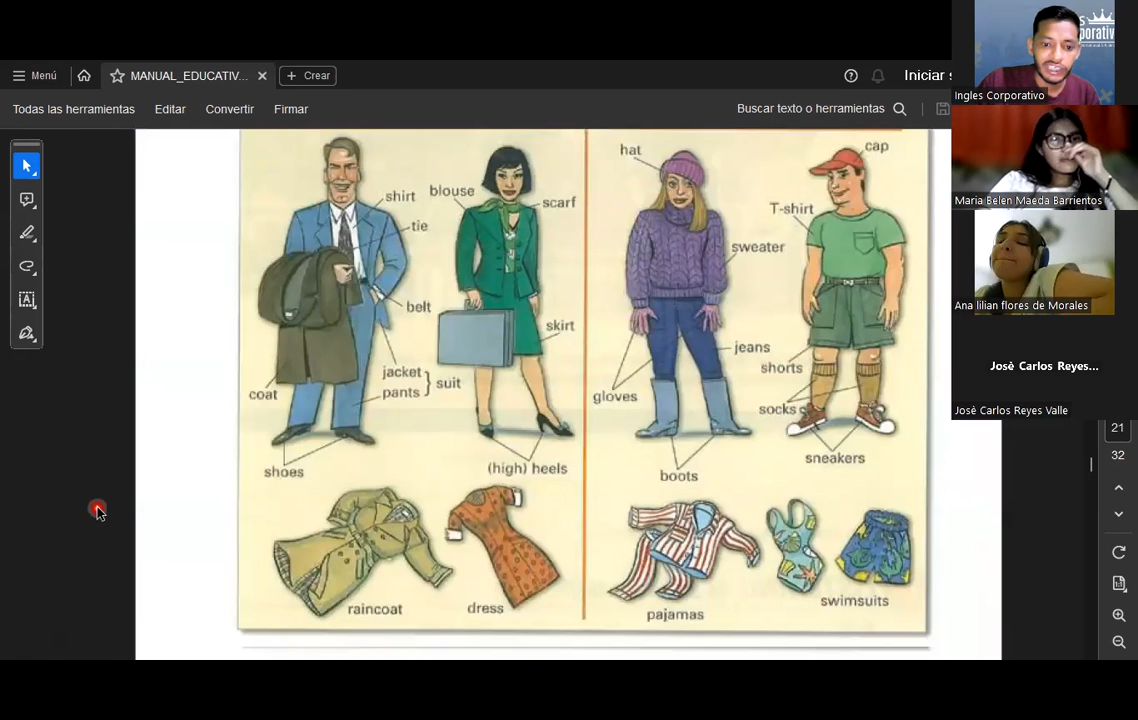 Menú
MANUAL_EDUCATIV...
Crear
Iniciar s
Todas las herramientas
Editar
Convertir
Firmar
Buscar texto o herramientas
shirt
tie
belt
jacket
pants
suit
coat
shoes
blouse
scarf
skirt
(high) heels
raincoat
dress
hat
sweater
jeans
gloves
boots
cap
T-shirt
shorts
socks
sneakers
pajamas
swimsuits
Ingles Corporativo
Maria Belen Maeda Barrientos
Ana lilian flores de Morales
Josè Carlos Reyes...
Josè Carlos Reyes Valle
21
32